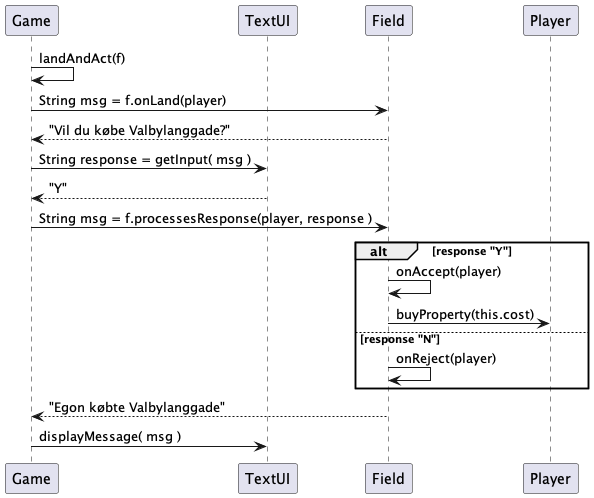 Game TextUI Field Player
landAndAct(f)
String msg = f.onLand(player)
"Vil du købe Valbylanggade?"
String response = getInput( msg )
"Y"
String msg = f.processesResponse(player, response )
alt [response "Y"]
onAccept(player)
buyProperty(this.cost)
[response "N"]
onReject(player)
"Egon købte Valbylanggade"
displayMessage( msg )
Game TextUI Field Player